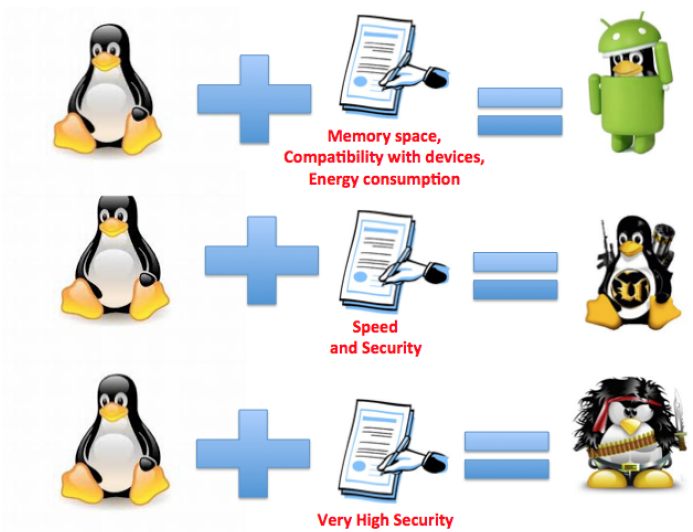 Memory space,
Compatibility with devices,
Energy consumption
Speed
and Security
Very High Security